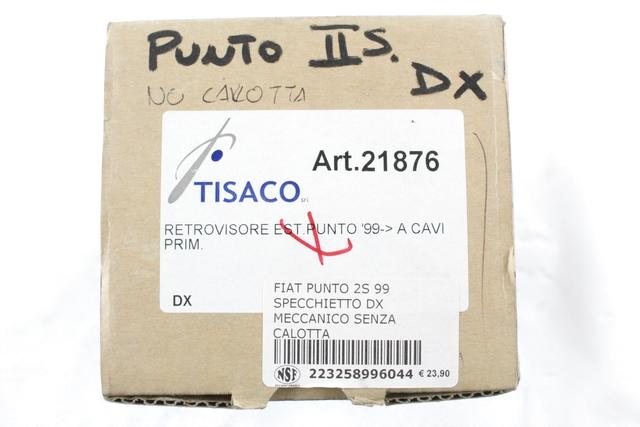 PUNTO II S.
DX
NO CALOTTA
Art.21876
TISACO srl
RETROVISORE EST.PUNTO '99-> A CAVI
PRIM.
DX
FIAT PUNTO 2S 99
SPECCHIETTO DX
MECCANICO SENZA
CALOTTA
NSF
223258996044 € 23,90